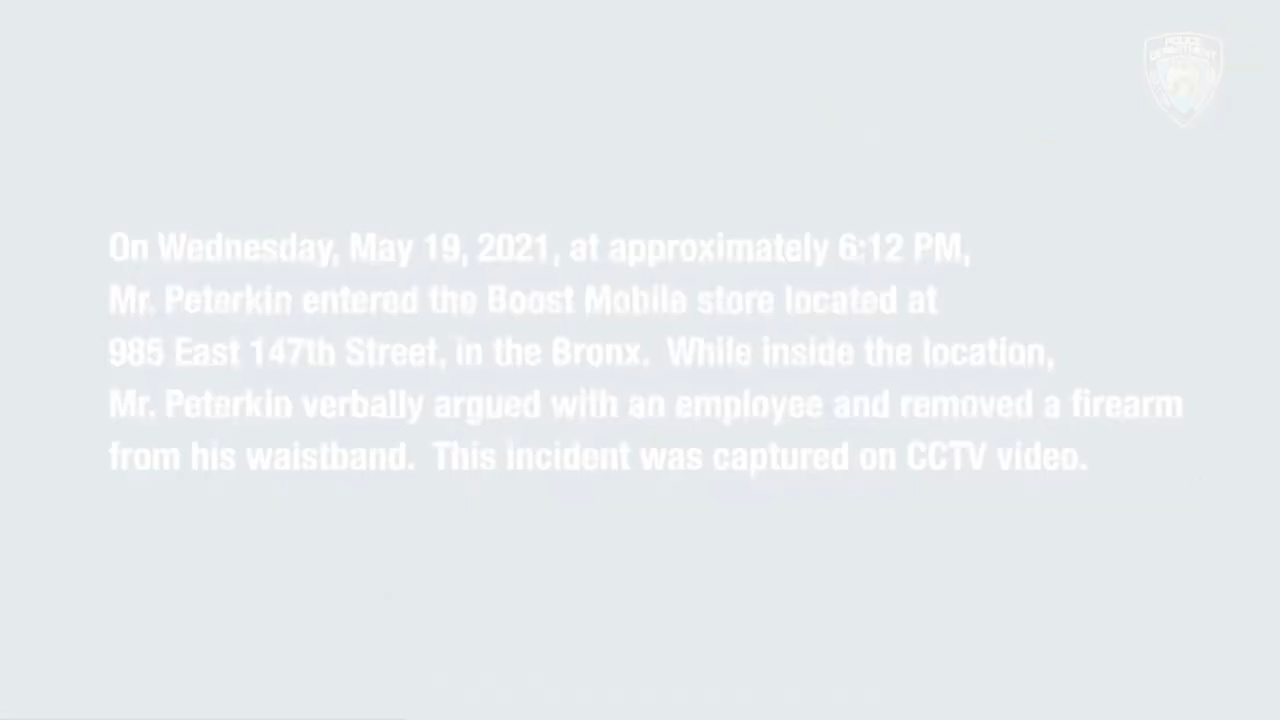 POLICE
DEPARTMENT
On Wednesday, May 19, 2021, at approximately 6:12 PM,
Mr. Peterkin entered the Boost Mobile store located at
985 East 147th Street, in the Bronx.  While inside the location,
Mr. Peterkin verbally argued with an employee and removed a firearm
from his waistband.  This incident was captured on CCTV video.